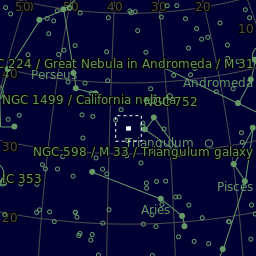 50
40
30
20
10
C 224 / Great Nebula in Andromeda / M 31
40
Perseus
Andromeda
NGC 1499 / California nebula
NGC 752
Triangulum
30
NGC 598 / M 33 / Triangulum galaxy
IC 353
Pisces
Aries
20